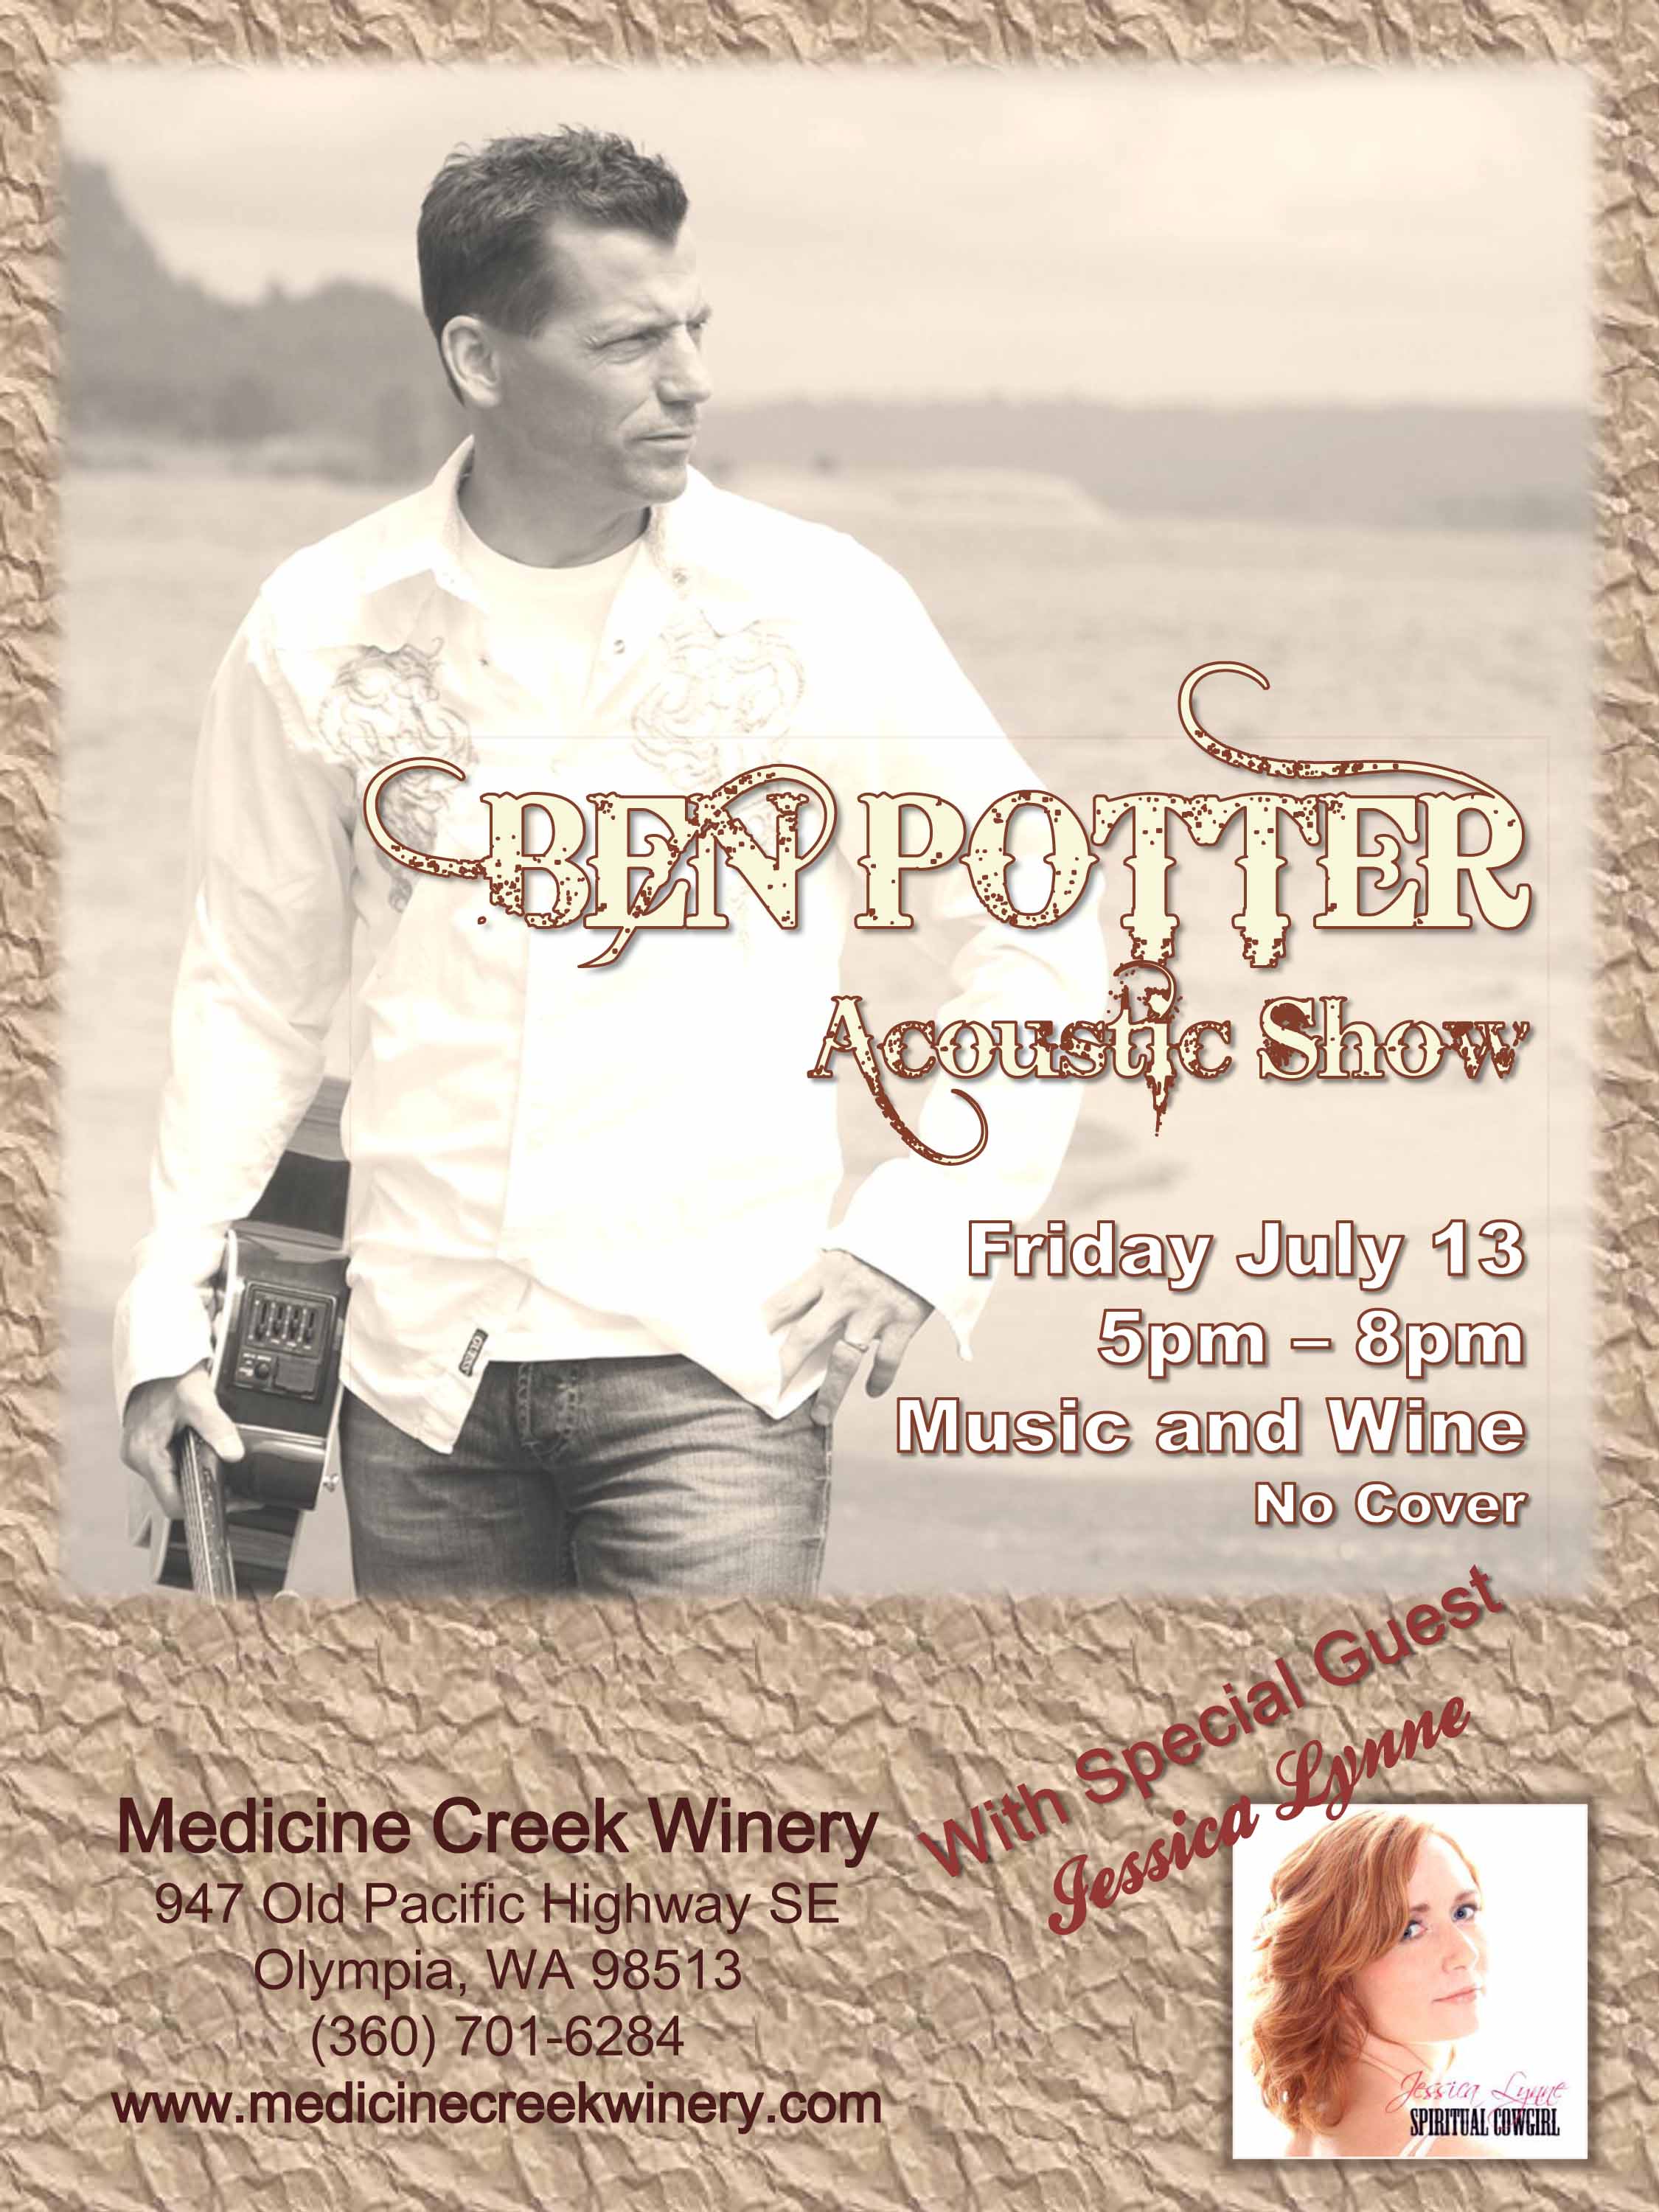 BEN POTTER
Acoustic Show
Friday July 13
5pm – 8pm
Music and Wine
No Cover
With Special Guest
Jessica Lynne
Medicine Creek Winery
947 Old Pacific Highway SE
Olympia, WA 98513
(360) 701-6284
www.medicinecreekwinery.com
Jessica Lynne
SPIRITUAL COWGIRL